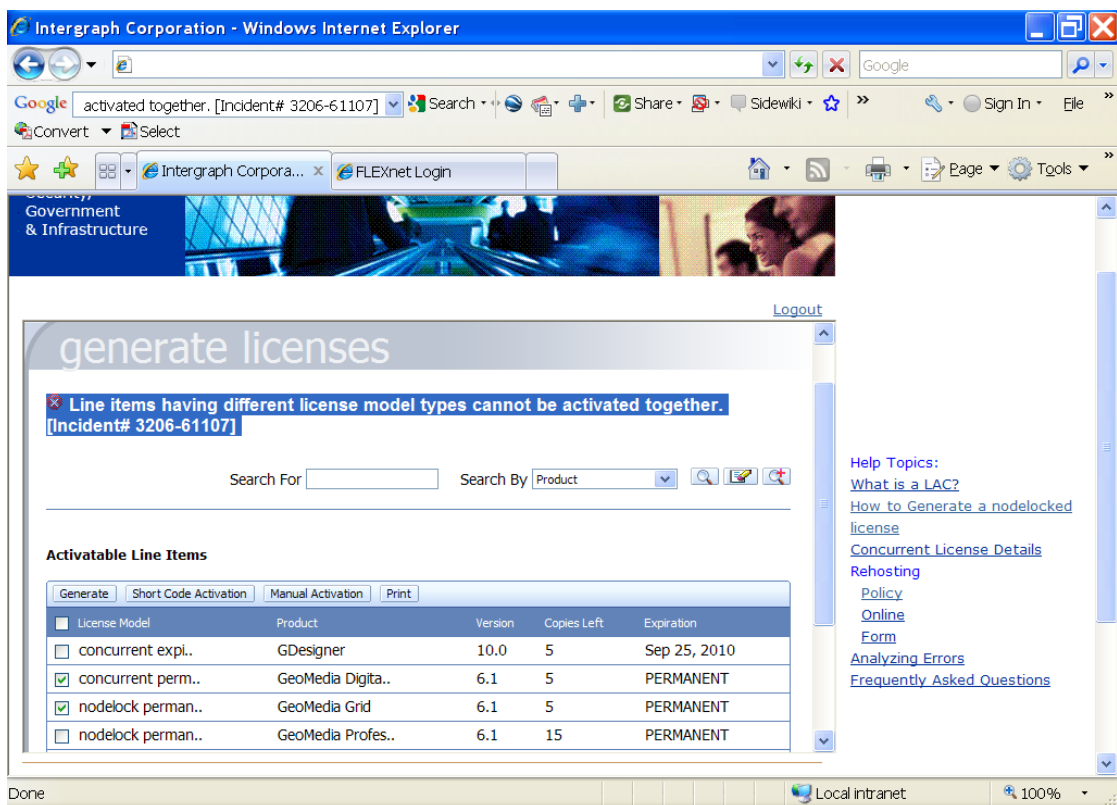 Intergraph Corporation - Windows Internet Explorer
Google
Google activated together. [Incident# 3206-61107] Search Share Sidewiki » Sign In File »
Convert Select
Intergraph Corpora... x FLEXnet Login Page Tools »
Government
& Infrastructure
Logout
generate licenses
Line items having different license model types cannot be activated together.
[Incident# 3206-61107]
Search For Search By Product
Activatable Line Items
Generate Short Code Activation Manual Activation Print
License Model Product Version Copies Left Expiration
concurrent expi.. GDesigner 10.0 5 Sep 25, 2010
concurrent perm.. GeoMedia Digita.. 6.1 5 PERMANENT
nodelock perman.. GeoMedia Grid 6.1 5 PERMANENT
nodelock perman.. GeoMedia Profes.. 6.1 15 PERMANENT
Help Topics:
What is a LAC?
How to Generate a nodelocked
license
Concurrent License Details
Rehosting
Policy
Online
Form
Analyzing Errors
Frequently Asked Questions
Done Local intranet 100%